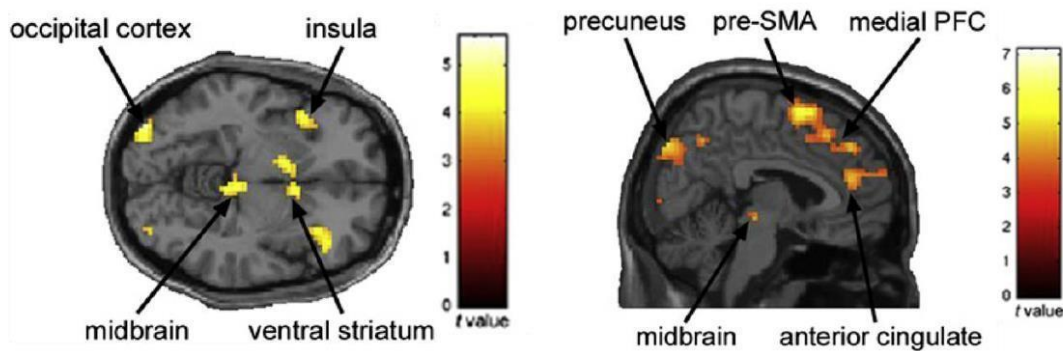 occipital cortex
insula
5
4
3
2
1
0
t value
midbrain
ventral striatum
precuneus
pre-SMA
medial PFC
7
6
5
4
3
2
1
0
t value
midbrain
anterior cingulate